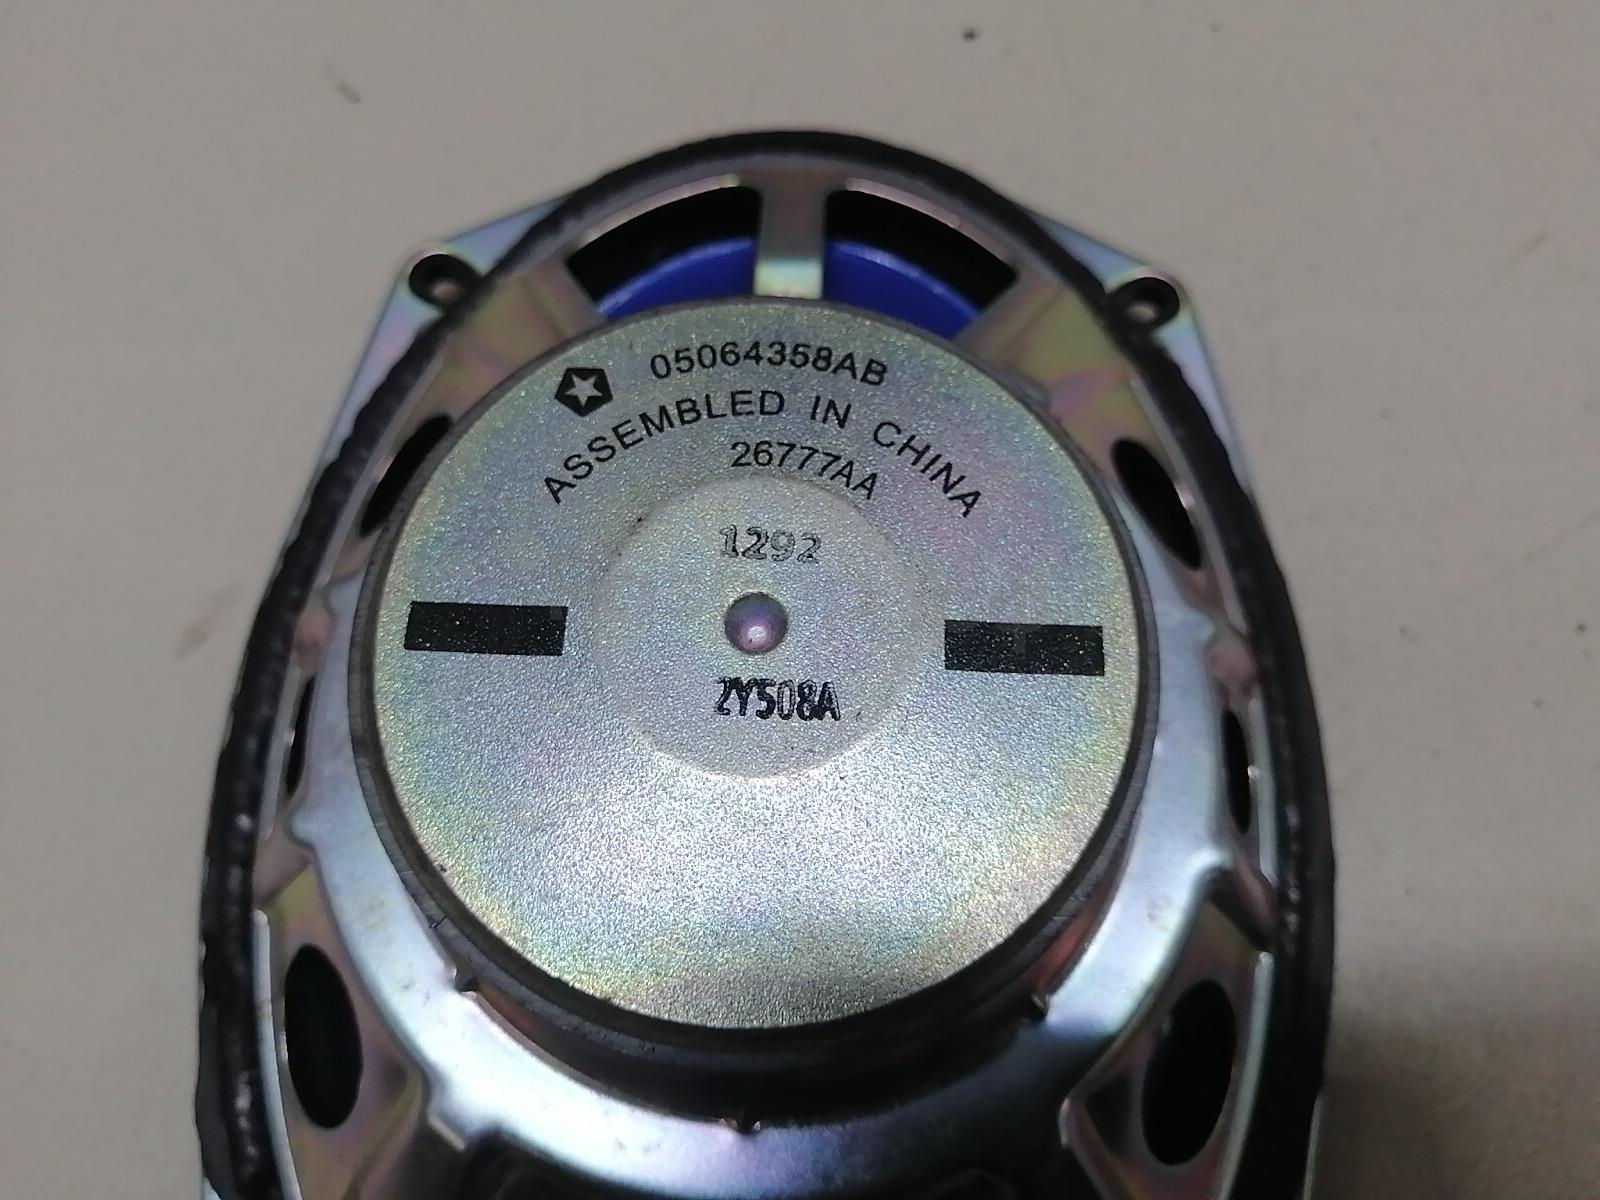 05064358AB
ASSEMBLED IN CHINA
26777AA
1292
2Y508A